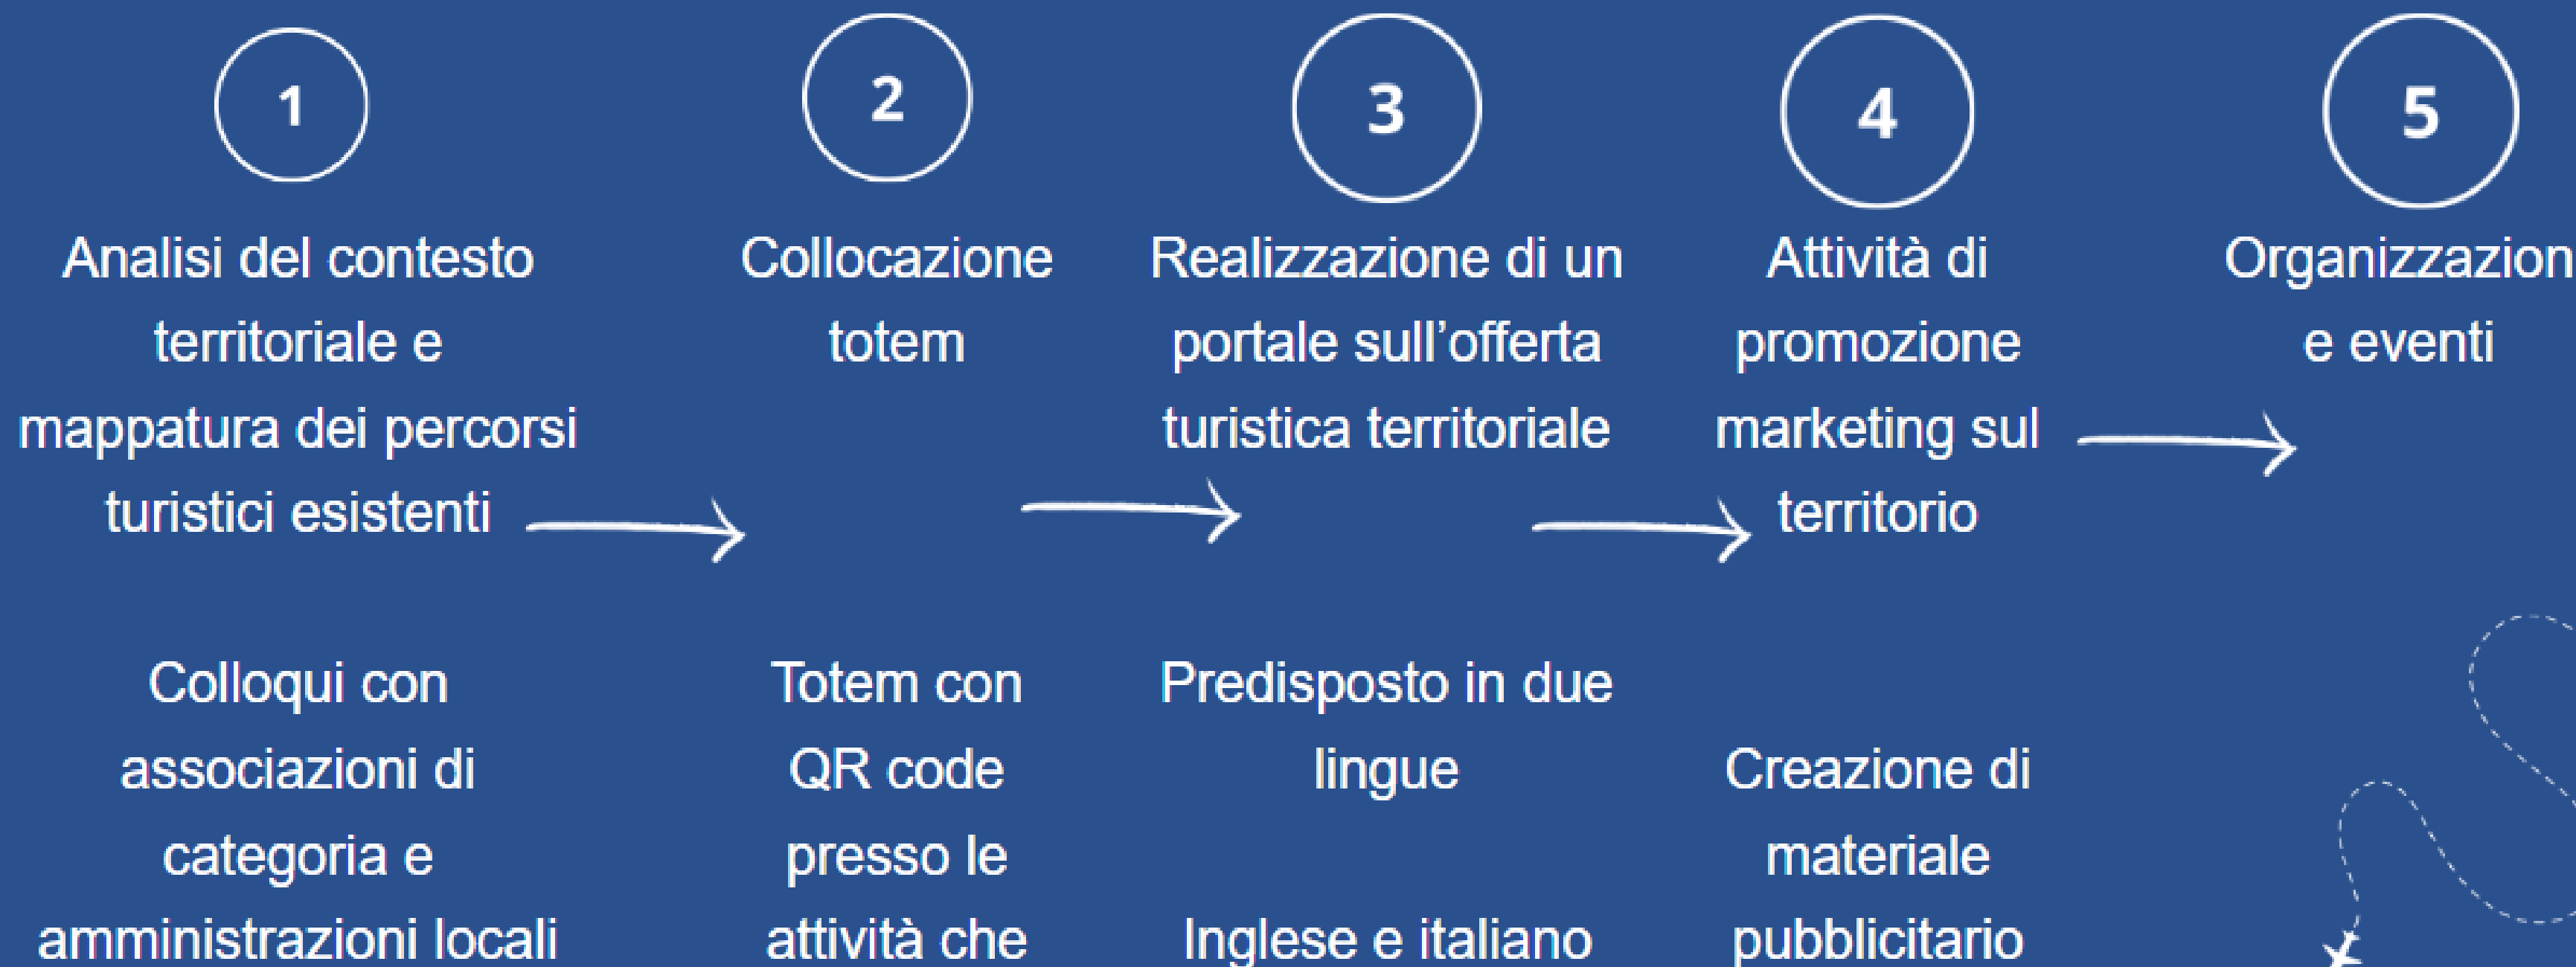 1
Analisi del contesto
territoriale e
mappatura dei percorsi
turistici esistenti
Colloqui con
associazioni di
categoria e
amministrazioni locali
2
Collocazione
totem
Totem con
QR code
presso le
attività che
3
Realizzazione di un
portale sull'offerta
turistica territoriale
Predisposto in due
lingue
Inglese e italiano
4
Attività di
promozione
marketing sul
territorio
Creazione di
materiale
pubblicitario
5
Organizzazion
e eventi